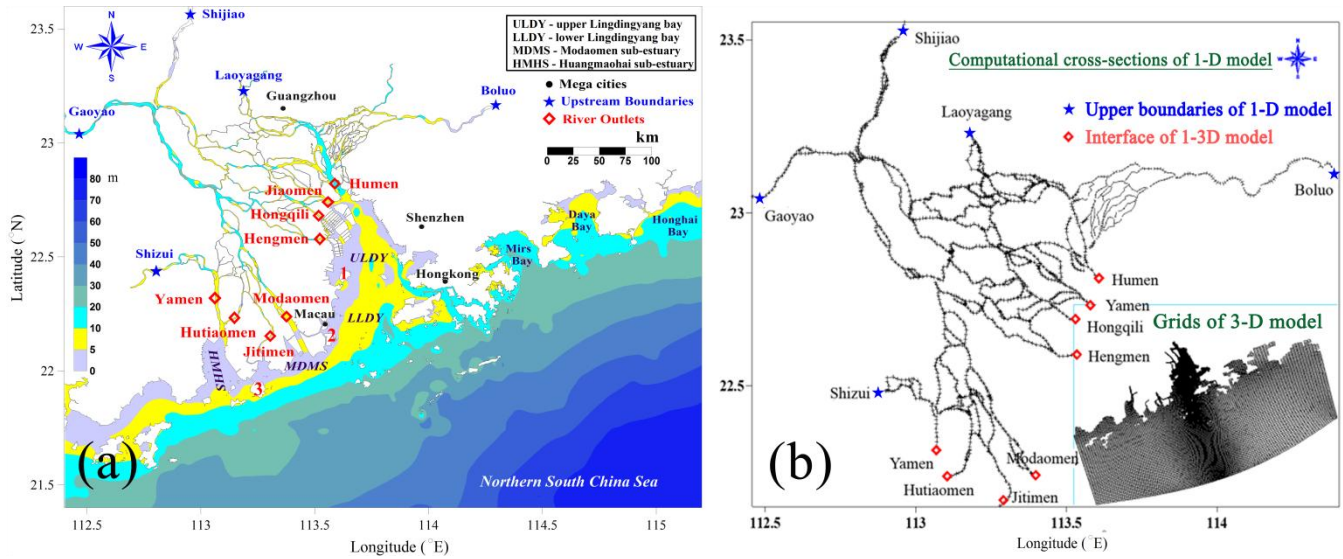 (a)
23.5
23
22.5
22
21.5
Latitude (°N)
112.5
113
113.5
114
114.5
115
Longitude (°E)
N
W
E
S
ULDY - upper Lingdingyang bay
LLDY - lower Lingdingyang bay
MDMS - Modaomen sub-estuary
HMHS - Huangmaohai sub-estuary
Mega cities
Upstream Boundaries
River Outlets
km
0 25 50 75 100
80 m
70
60
50
40
30
20
10
5
0
Shijiao
Laoyagang
Guangzhou
Boluo
Gaoyao
Humen
Jiaomen
Hongqili
Hengmen
Shenzhen
Daya
Bay
Honghai
Bay
Mirs
Bay
Shizui
ULDY
1
Hongkong
Yamen
Modaomen
Macau
LLDY
2
Hutiaomen
Jitimen
HMHS
MDMS
3
Northern South China Sea
(b)
23.5
23
22.5
112.5
113
113.5
114
Longitude (°E)
Shijiao
Computational cross-sections of 1-D model
Upper boundaries of 1-D model
Interface of 1-3D model
Laoyagang
Boluo
Gaoyao
Humen
Yamen
Hongqili
Hengmen
Grids of 3-D model
Shizui
Yamen
Hutiaomen
Modaomen
Jitimen